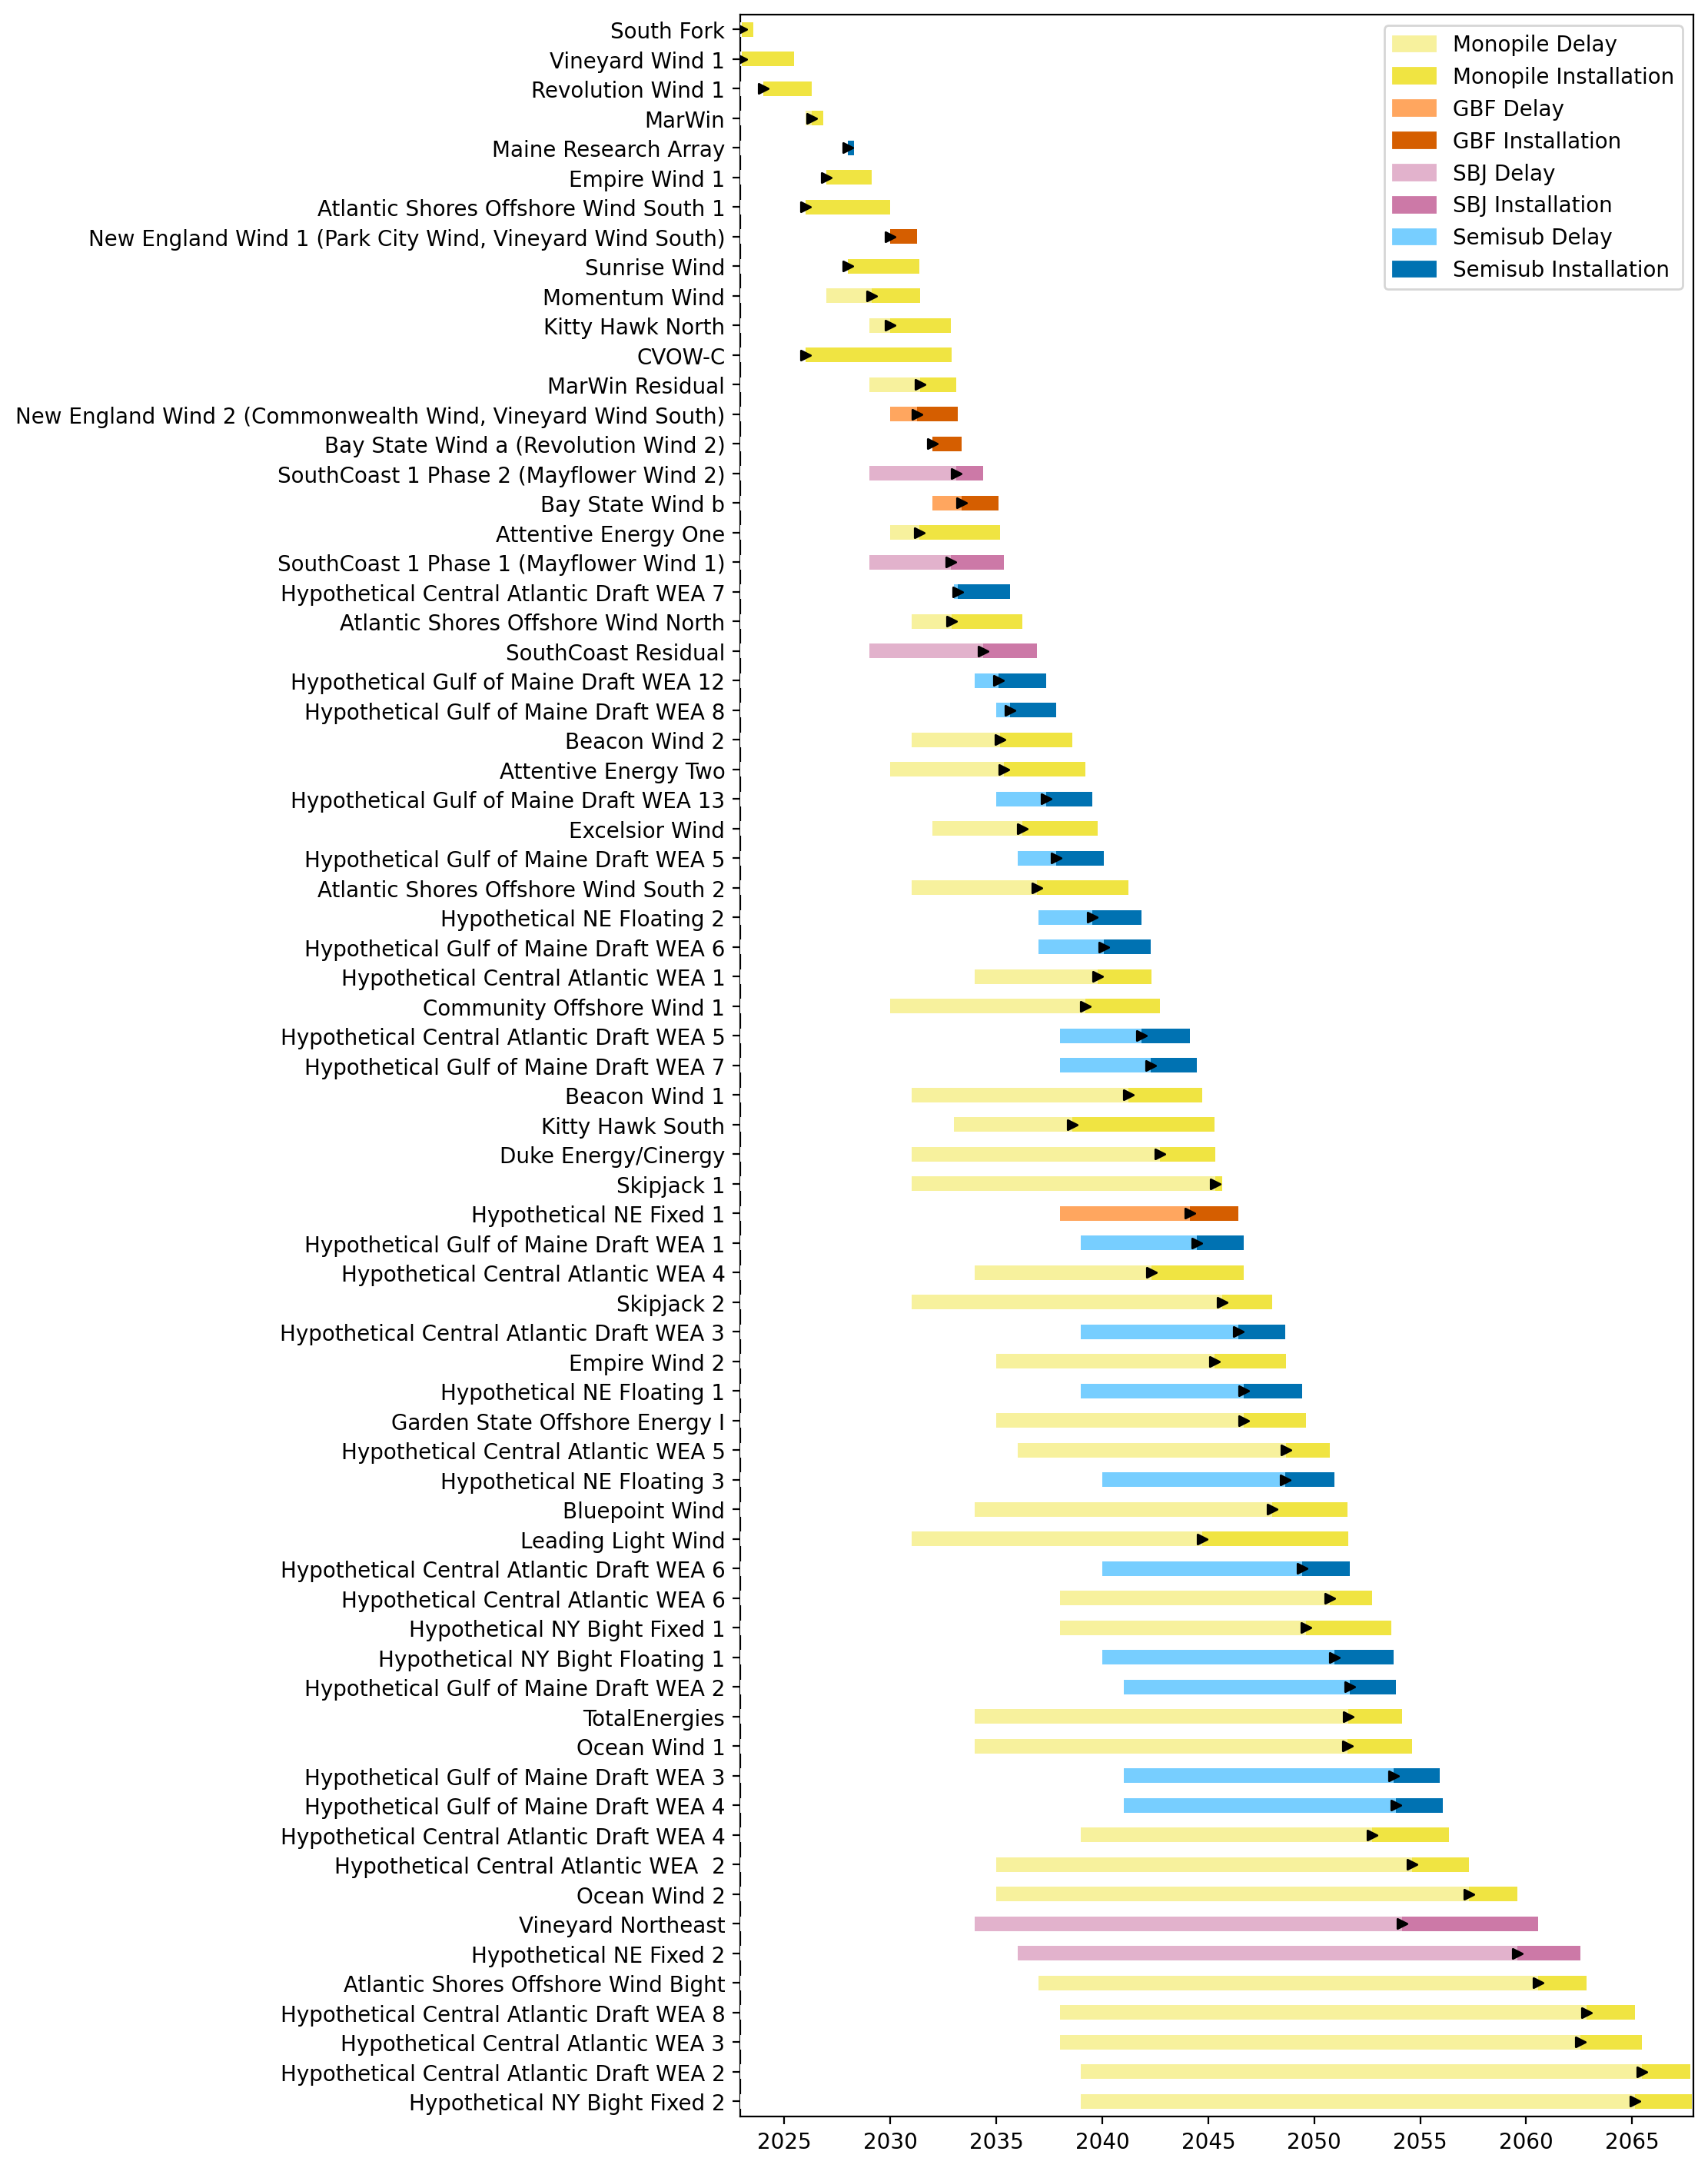 South Fork
Vineyard Wind 1
Revolution Wind 1
MarWin
Maine Research Array
Empire Wind 1
Atlantic Shores Offshore Wind South 1
New England Wind 1 (Park City Wind, Vineyard Wind South)
Sunrise Wind
Momentum Wind
Kitty Hawk North
CVOW-C
MarWin Residual
New England Wind 2 (Commonwealth Wind, Vineyard Wind South)
Bay State Wind a (Revolution Wind 2)
SouthCoast 1 Phase 2 (Mayflower Wind 2)
Bay State Wind b
Attentive Energy One
SouthCoast 1 Phase 1 (Mayflower Wind 1)
Hypothetical Central Atlantic Draft WEA 7
Atlantic Shores Offshore Wind North
SouthCoast Residual
Hypothetical Gulf of Maine Draft WEA 12
Hypothetical Gulf of Maine Draft WEA 8
Beacon Wind 2
Attentive Energy Two
Hypothetical Gulf of Maine Draft WEA 13
Excelsior Wind
Hypothetical Gulf of Maine Draft WEA 5
Atlantic Shores Offshore Wind South 2
Hypothetical NE Floating 2
Hypothetical Gulf of Maine Draft WEA 6
Hypothetical Central Atlantic WEA 1
Community Offshore Wind 1
Hypothetical Central Atlantic Draft WEA 5
Hypothetical Gulf of Maine Draft WEA 7
Beacon Wind 1
Kitty Hawk South
Duke Energy/Cinergy
Skipjack 1
Hypothetical NE Fixed 1
Hypothetical Gulf of Maine Draft WEA 1
Hypothetical Central Atlantic WEA 4
Skipjack 2
Hypothetical Central Atlantic Draft WEA 3
Empire Wind 2
Hypothetical NE Floating 1
Garden State Offshore Energy I
Hypothetical Central Atlantic WEA 5
Hypothetical NE Floating 3
Bluepoint Wind
Leading Light Wind
Hypothetical Central Atlantic Draft WEA 6
Hypothetical Central Atlantic WEA 6
Hypothetical NY Bight Fixed 1
Hypothetical NY Bight Floating 1
Hypothetical Gulf of Maine Draft WEA 2
TotalEnergies
Ocean Wind 1
Hypothetical Gulf of Maine Draft WEA 3
Hypothetical Gulf of Maine Draft WEA 4
Hypothetical Central Atlantic Draft WEA 4
Hypothetical Central Atlantic WEA  2
Ocean Wind 2
Vineyard Northeast
Hypothetical NE Fixed 2
Atlantic Shores Offshore Wind Bight
Hypothetical Central Atlantic Draft WEA 8
Hypothetical Central Atlantic WEA 3
Hypothetical Central Atlantic Draft WEA 2
Hypothetical NY Bight Fixed 2
Monopile Delay
Monopile Installation
GBF Delay
GBF Installation
SBJ Delay
SBJ Installation
Semisub Delay
Semisub Installation
2025 2030 2035 2040 2045 2050 2055 2060 2065